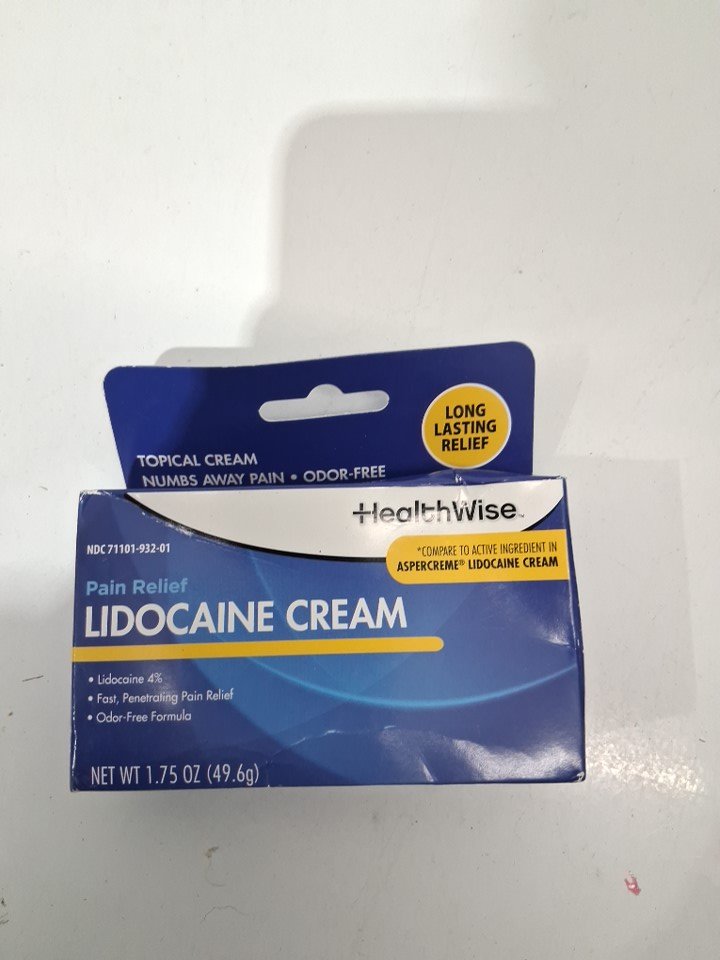 LONG
LASTING
RELIEF
TOPICAL CREAM
NUMBS AWAY PAIN • ODOR-FREE
HealthWise™
NDC 71101-932-01
*COMPARE TO ACTIVE INGREDIENT IN
ASPERCREME® LIDOCAINE CREAM
Pain Relief
LIDOCAINE CREAM
• Lidocaine 4%
• Fast, Penetrating Pain Relief
• Odor-Free Formula
NET WT 1.75 OZ (49.6g)